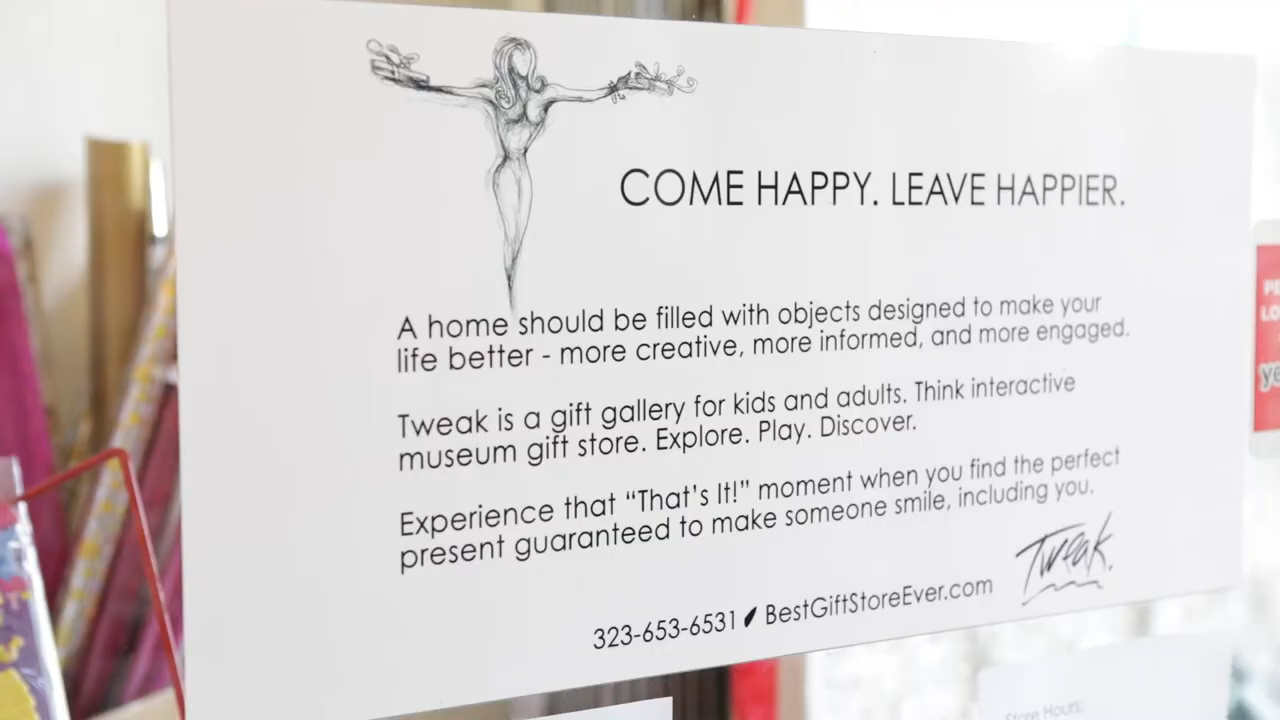 COME HAPPY. LEAVE HAPPIER.
A home should be filled with objects designed to make your
life better - more creative, more informed, and more engaged.
Tweak is a gift gallery for kids and adults. Think interactive
museum gift store. Explore. Play. Discover.
Experience that “That’s It!” moment when you find the perfect
present guaranteed to make someone smile, including you.
Tweak.
323-653-6531 BestGiftStoreEver.com
Store Hours: